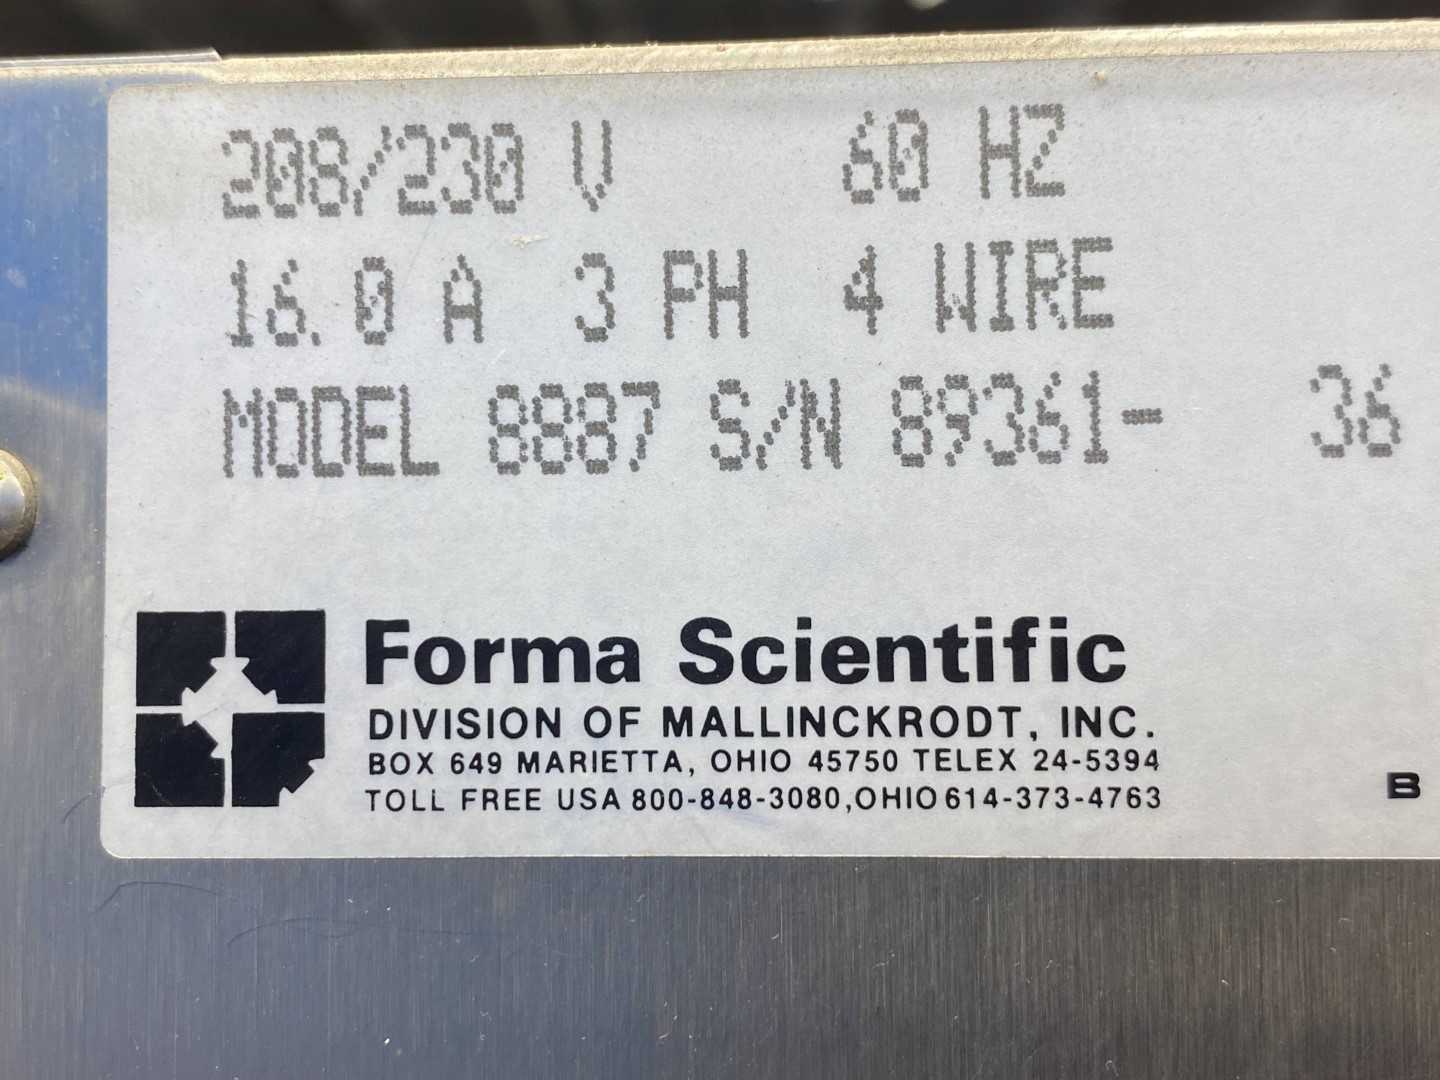 208/230 V 60 HZ
16.0 A 3 PH 4 WIRE
MODEL 8887 S/N 89361- 36
Forma Scientific
DIVISION OF MALLINCKRODT, INC.
BOX 649 MARIETTA, OHIO 45750 TELEX 24-5394
TOLL FREE USA 800-848-3080,OHIO 614-373-4763
B